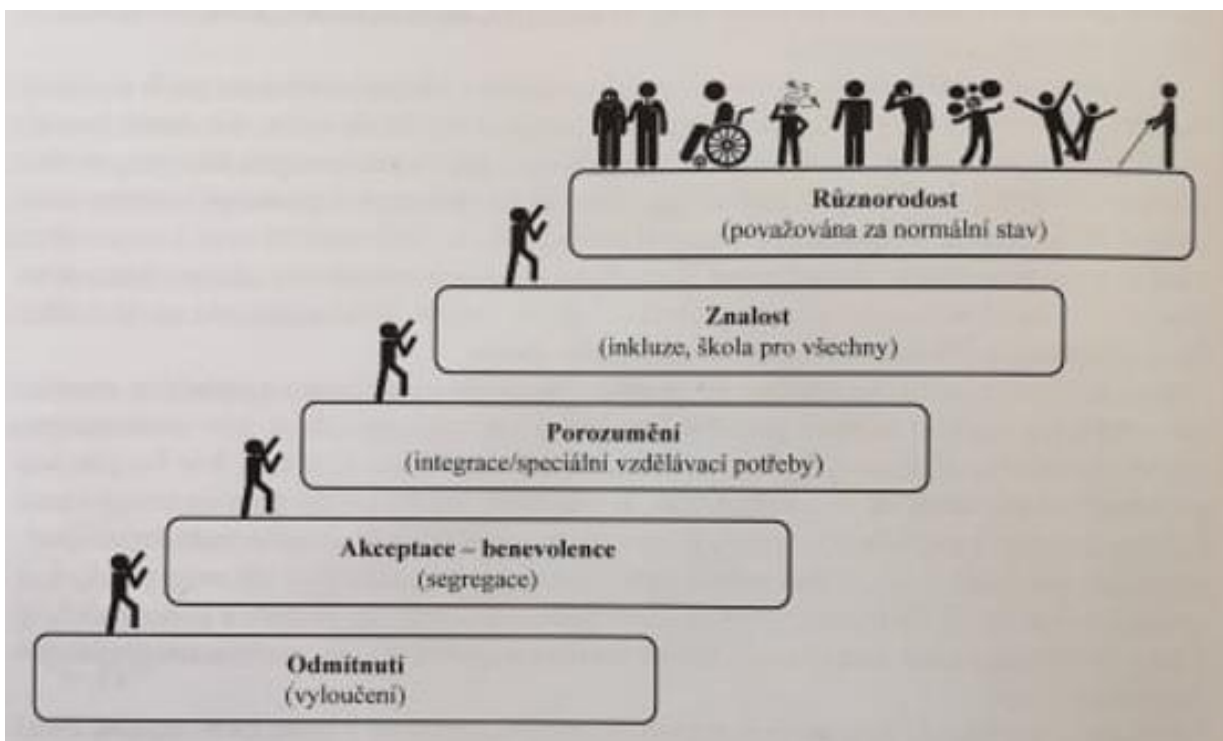 Různorodost
(považována za normální stav)
Znalost
(inkluze, škola pro všechny)
Porozumění
(integrace/speciální vzdělávací potřeby)
Akceptace – benevolence
(segregace)
Odmítnutí
(vyloučení)